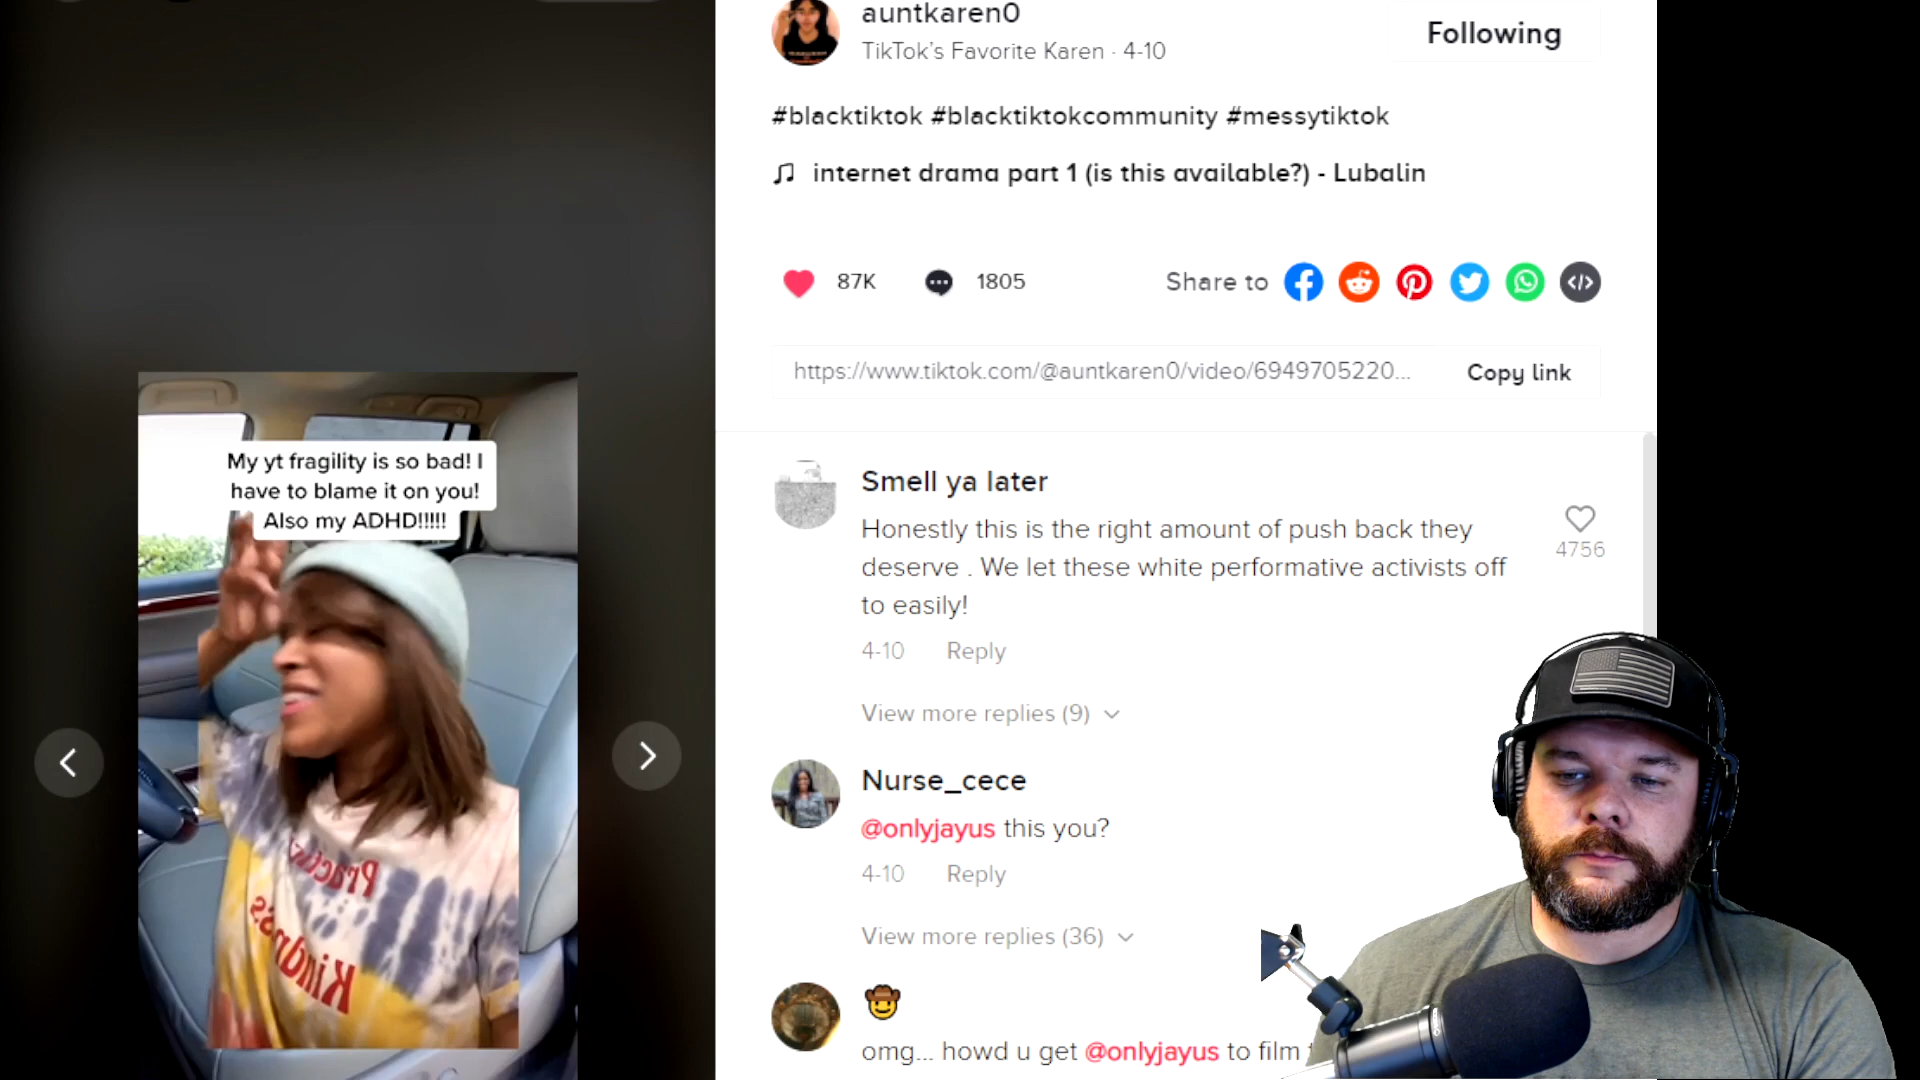 auntkaren0
TikTok’s Favorite Karen · 4-10
Following
#blacktiktok #blacktiktokcommunity #messytiktok
internet drama part 1 (is this available?) - Lubalin
87K
1805
Share to
https://www.tiktok.com/@auntkaren0/video/6949705220...
Copy link
My yt fragility is so bad! I
have to blame it on you!
Also my ADHD!!!!!
Practice
Kindness
Smell ya later
Honestly this is the right amount of push back they
deserve . We let these white performative activists off
to easily!
4756
4-10 Reply
View more replies (9)
Nurse_cece
@onlyjayus this you?
4-10 Reply
View more replies (36)
🤠
omg... howd u get @onlyjayus to film